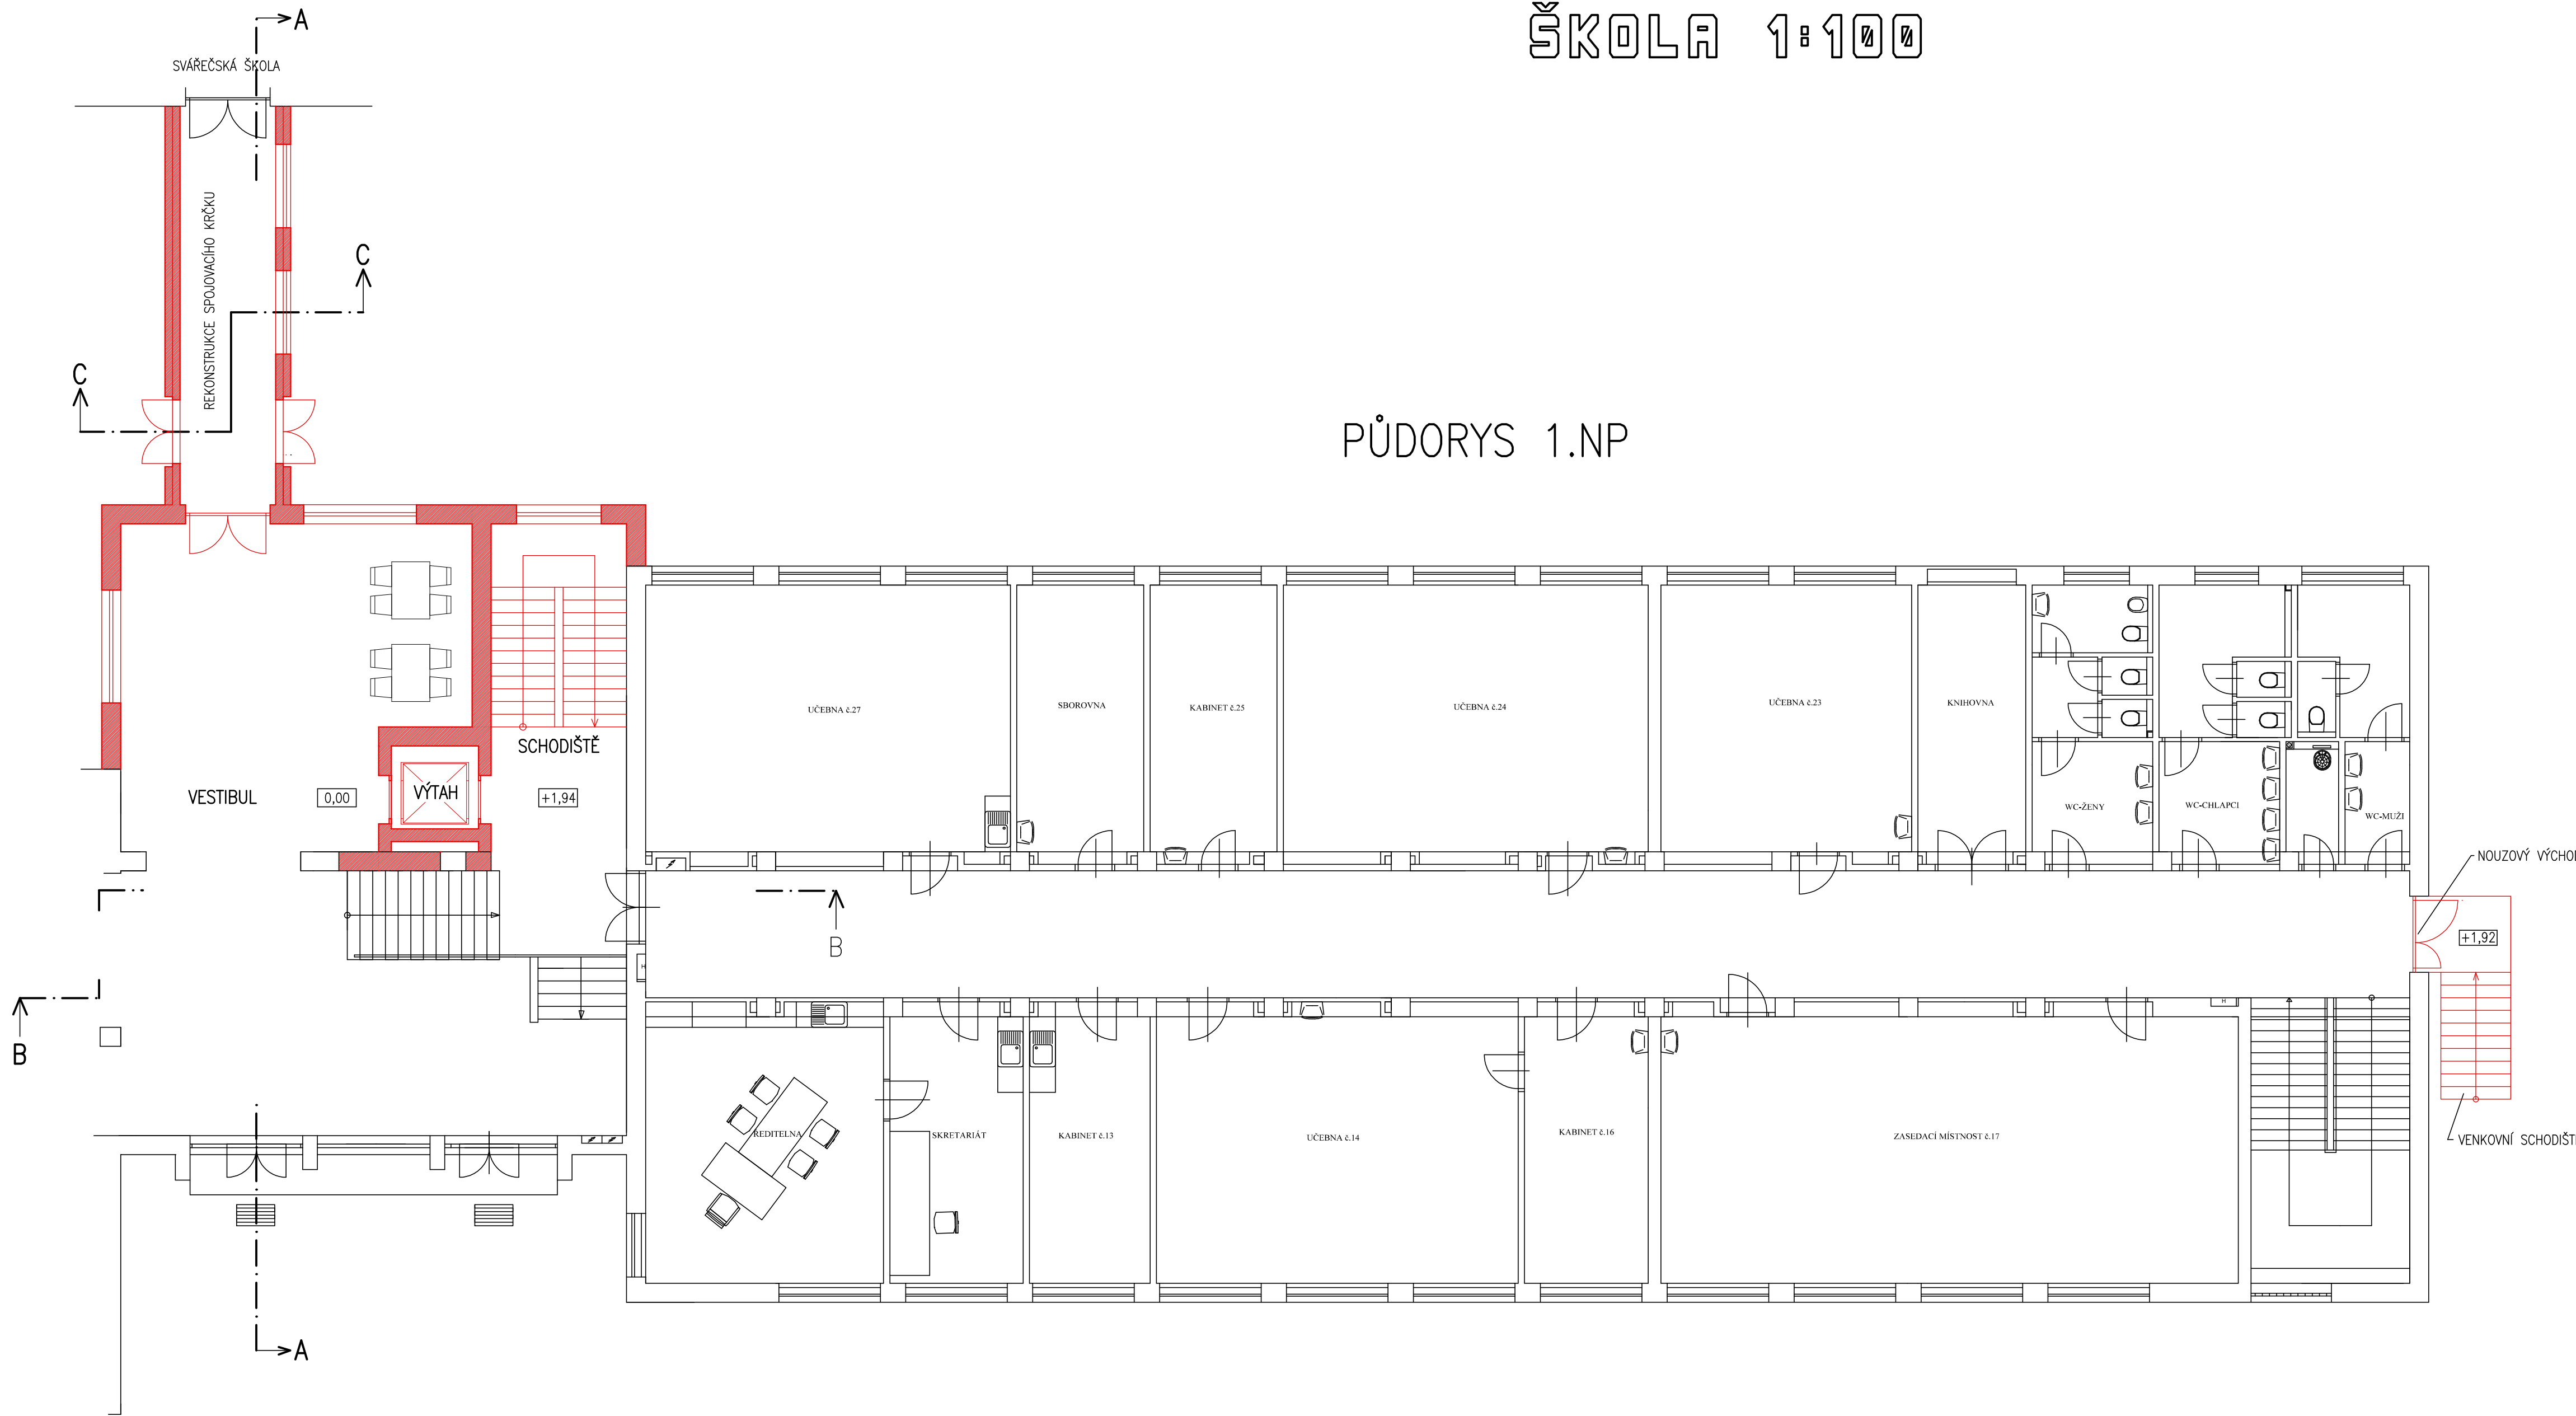 ŠKOLA 1:100
A
SVÁŘEČSKÁ ŠKOLA
REKONSTRUKCE SPOJOVACÍHO KRČKU
C
C
PŮDORYS 1.NP
UČEBNA č.27
SBOROVNA
KABINET č.25
UČEBNA č.24
UČEBNA č.23
KNIHOVNA
SCHODIŠTĚ
VESTIBUL
0,00
VÝTAH
+1,94
WC-ŽENY
WC-CHLAPCI
WC-MUŽI
NOUZOVÝ VÝCHOD
B
+1,92
H
H
B
ŘEDITELNA
SKRETARIÁT
KABINET č.13
UČEBNA č.14
KABINET č.16
ZASEDACÍ MÍSTNOST č.17
VENKOVNÍ SCHODIŠTĚ
A